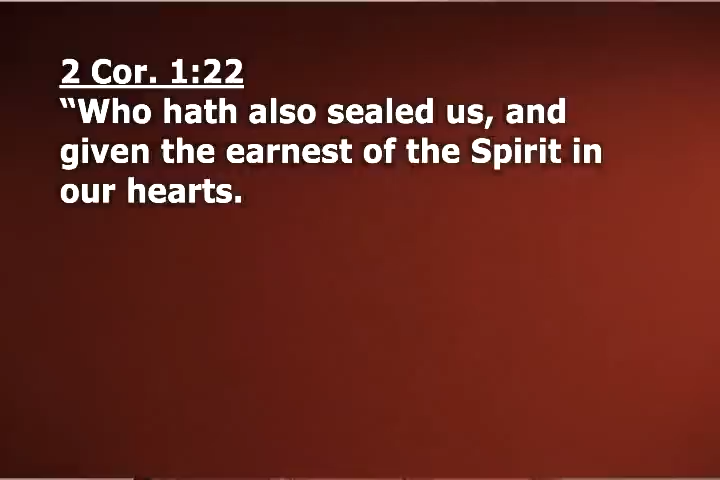 2 Cor. 1:22
“Who hath also sealed us, and
given the earnest of the Spirit in
our hearts.